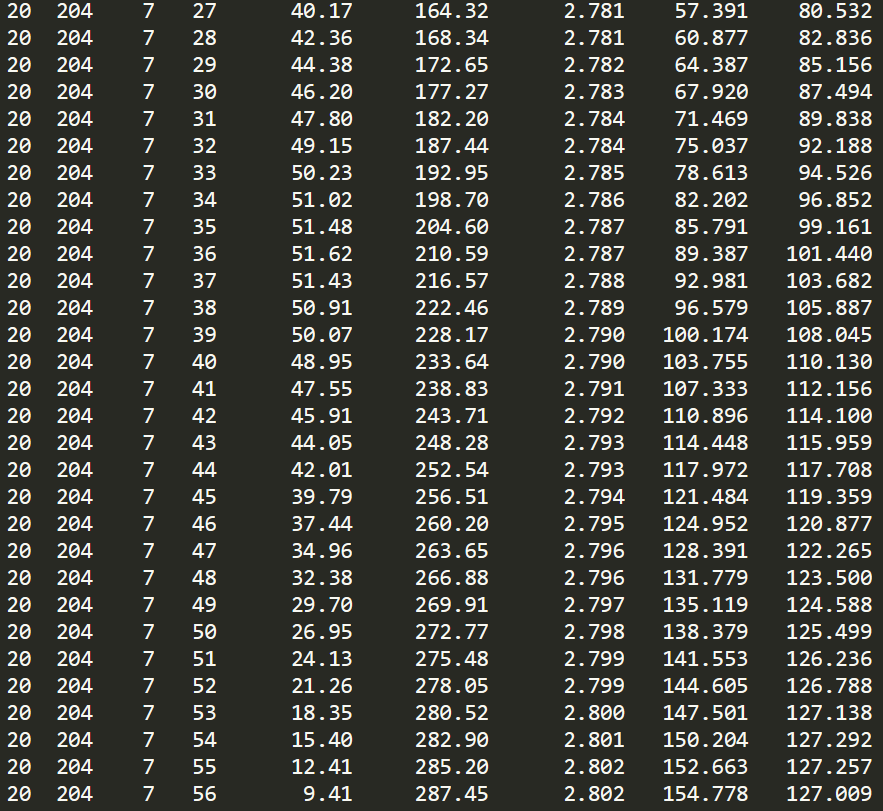 20 204 7 27 40.17 164.32 2.781 57.391 80.532
20 204 7 28 42.36 168.34 2.781 60.877 82.836
20 204 7 29 44.38 172.65 2.782 64.387 85.156
20 204 7 30 46.20 177.27 2.783 67.920 87.494
20 204 7 31 47.80 182.20 2.784 71.469 89.838
20 204 7 32 49.15 187.44 2.784 75.037 92.188
20 204 7 33 50.23 192.95 2.785 78.613 94.526
20 204 7 34 51.02 198.70 2.786 82.202 96.852
20 204 7 35 51.48 204.60 2.787 85.791 99.161
20 204 7 36 51.62 210.59 2.787 89.387 101.440
20 204 7 37 51.43 216.57 2.788 92.981 103.682
20 204 7 38 50.91 222.46 2.789 96.579 105.887
20 204 7 39 50.07 228.17 2.790 100.174 108.045
20 204 7 40 48.95 233.64 2.790 103.755 110.130
20 204 7 41 47.55 238.83 2.791 107.333 112.156
20 204 7 42 45.91 243.71 2.792 110.896 114.100
20 204 7 43 44.05 248.28 2.793 114.448 115.959
20 204 7 44 42.01 252.54 2.793 117.972 117.708
20 204 7 45 39.79 256.51 2.794 121.484 119.359
20 204 7 46 37.44 260.20 2.795 124.952 120.877
20 204 7 47 34.96 263.65 2.796 128.391 122.265
20 204 7 48 32.38 266.88 2.796 131.779 123.500
20 204 7 49 29.70 269.91 2.797 135.119 124.588
20 204 7 50 26.95 272.77 2.798 138.379 125.499
20 204 7 51 24.13 275.48 2.799 141.553 126.236
20 204 7 52 21.26 278.05 2.799 144.605 126.788
20 204 7 53 18.35 280.52 2.800 147.501 127.138
20 204 7 54 15.40 282.90 2.801 150.204 127.292
20 204 7 55 12.41 285.20 2.802 152.663 127.257
20 204 7 56 9.41 287.45 2.802 154.778 127.009